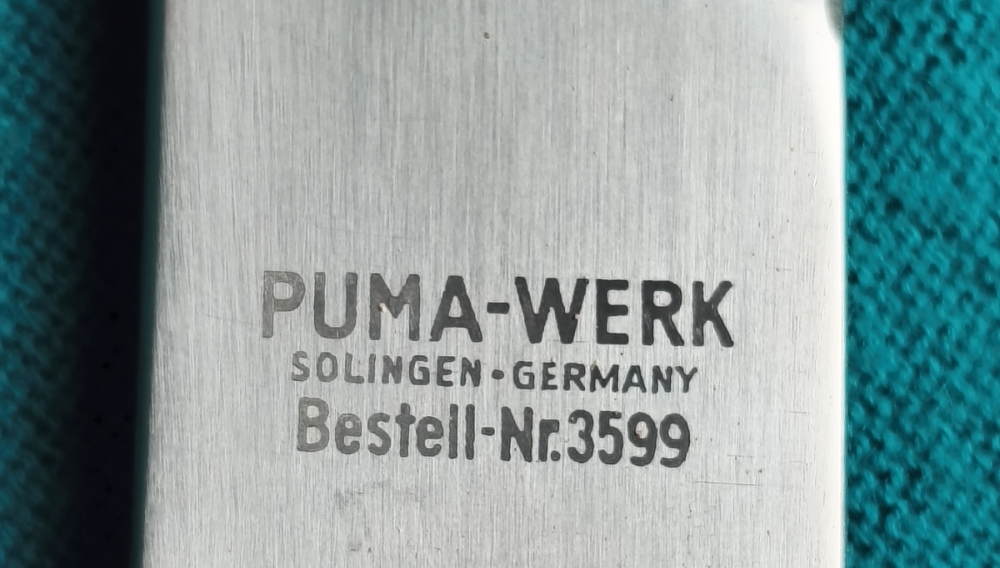 PUMA-WERK
SOLINGEN·GERMANY
Bestell-Nr.3599